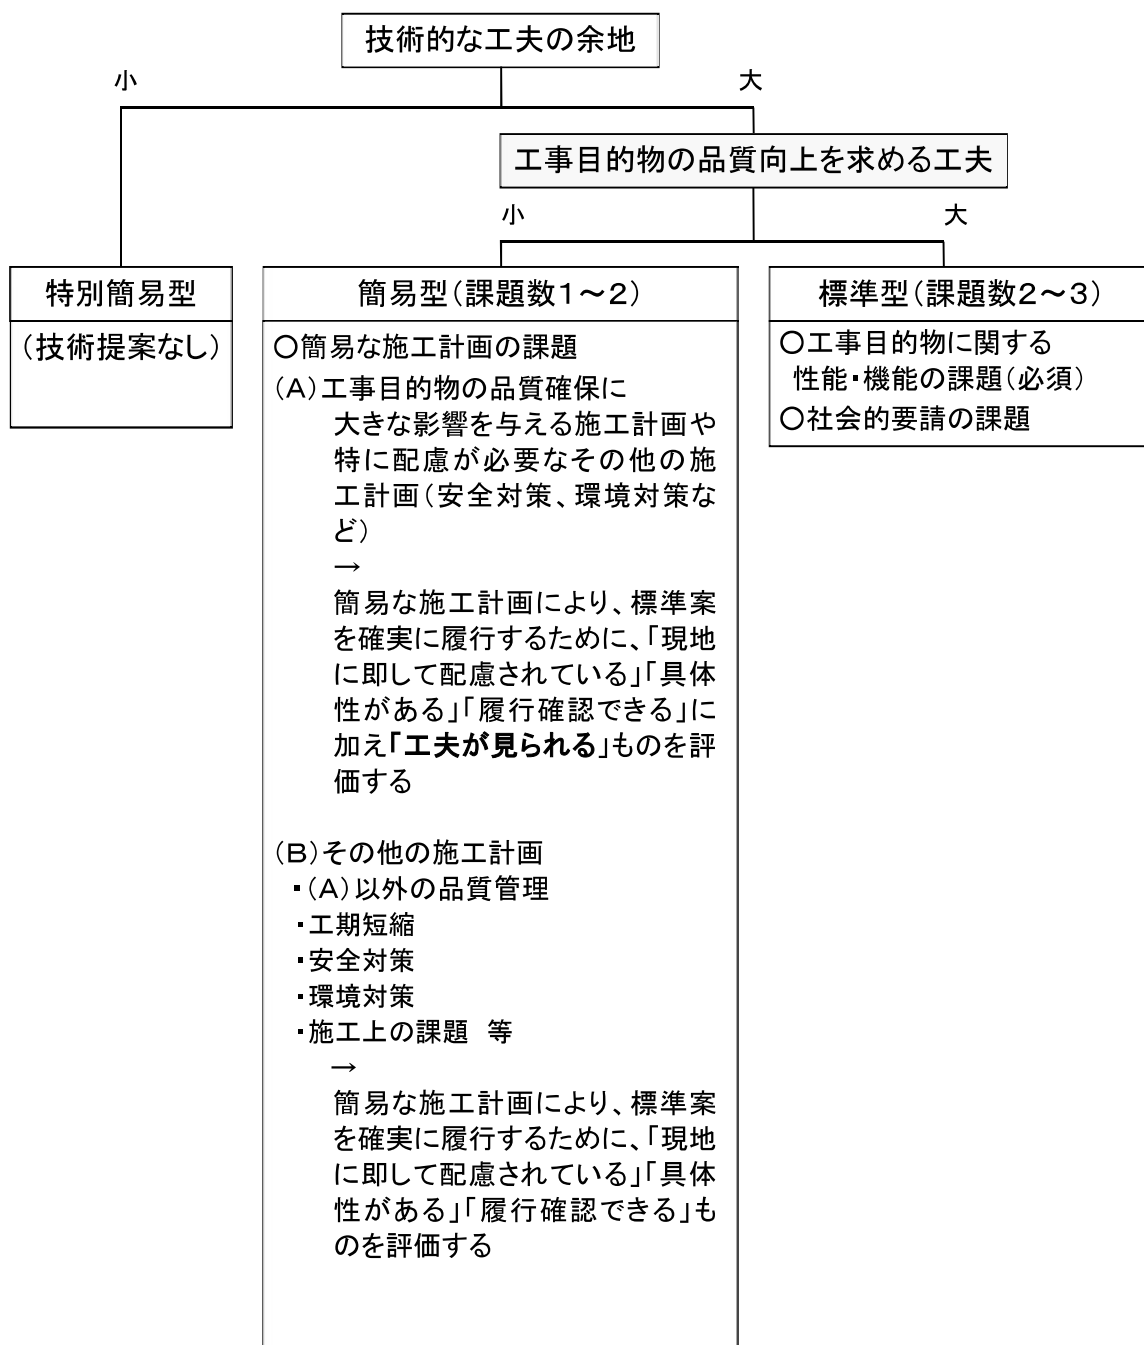 技術的な工夫の余地
小
大
工事目的物の品質向上を求める工夫
小
大
特別簡易型
（技術提案なし）
簡易型（課題数１～２）
○簡易な施工計画の課題
（Ａ）工事目的物の品質確保に
大きな影響を与える施工計画や
特に配慮が必要なその他の施
工計画（安全対策、環境対策な
ど）
→
簡易な施工計画により、標準案
を確実に履行するために、「現地
に即して配慮されている」「具体
性がある」「履行確認できる」に
加え「工夫が見られる」ものを評
価する
（Ｂ）その他の施工計画
・（Ａ）以外の品質管理
・工期短縮
・安全対策
・環境対策
・施工上の課題　等
→
簡易な施工計画により、標準案
を確実に履行するために、「現地
に即して配慮されている」「具体
性がある」「履行確認できる」も
のを評価する
標準型（課題数２～３）
○工事目的物に関する
性能・機能の課題（必須）
○社会的要請の課題